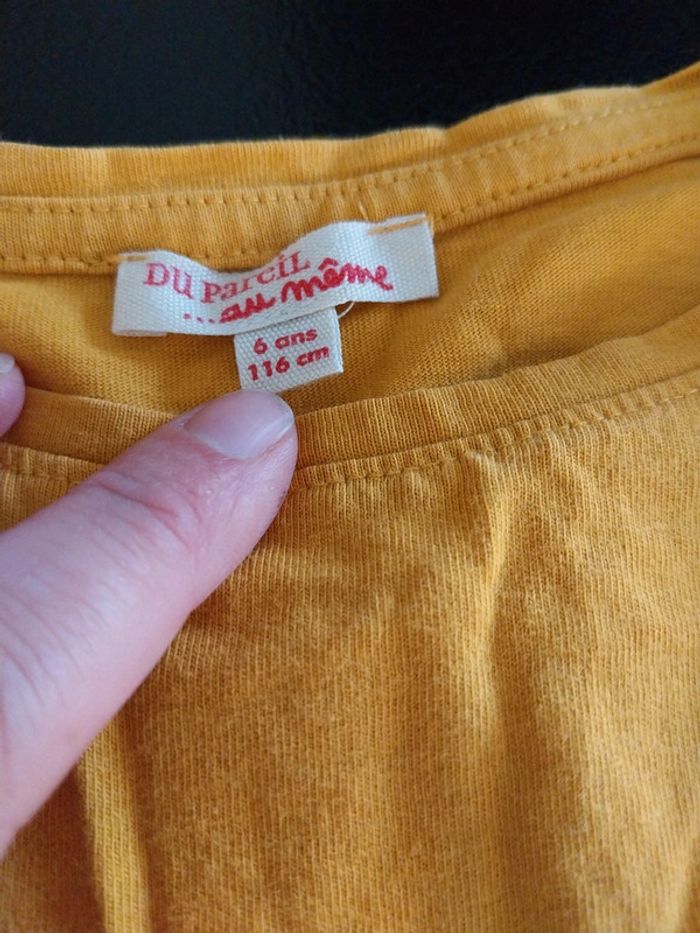 Du Pareil
...au même
6 ans
116 cm